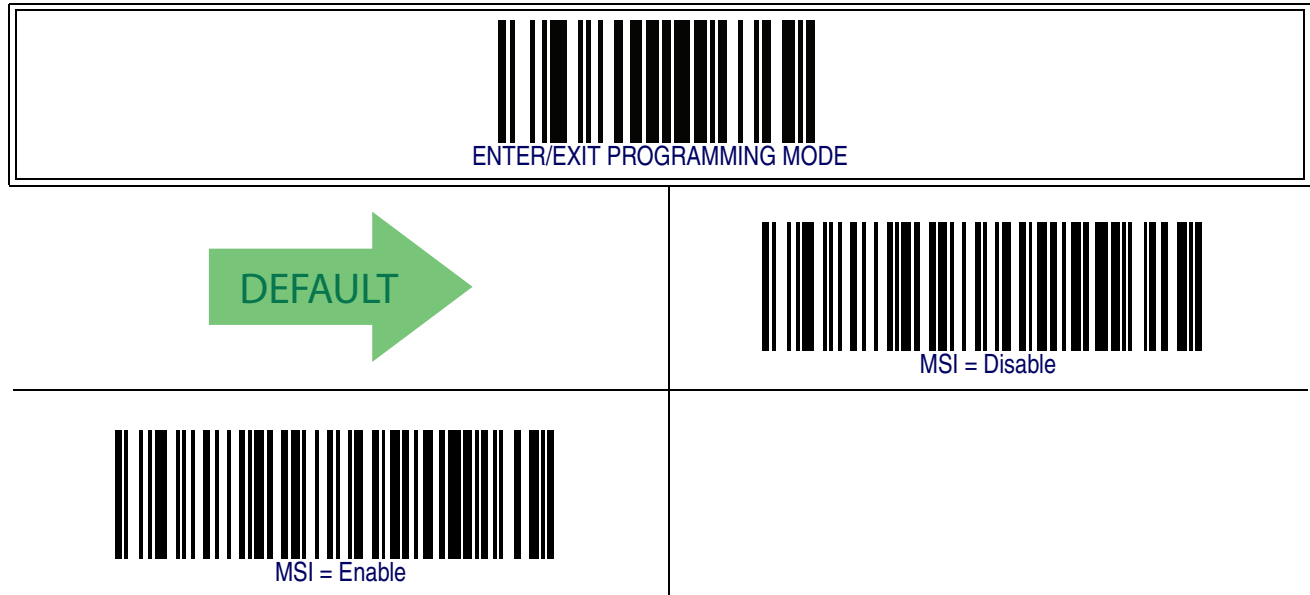 ENTER/EXIT PROGRAMMING MODE
DEFAULT
MSI = Disable
MSI = Enable